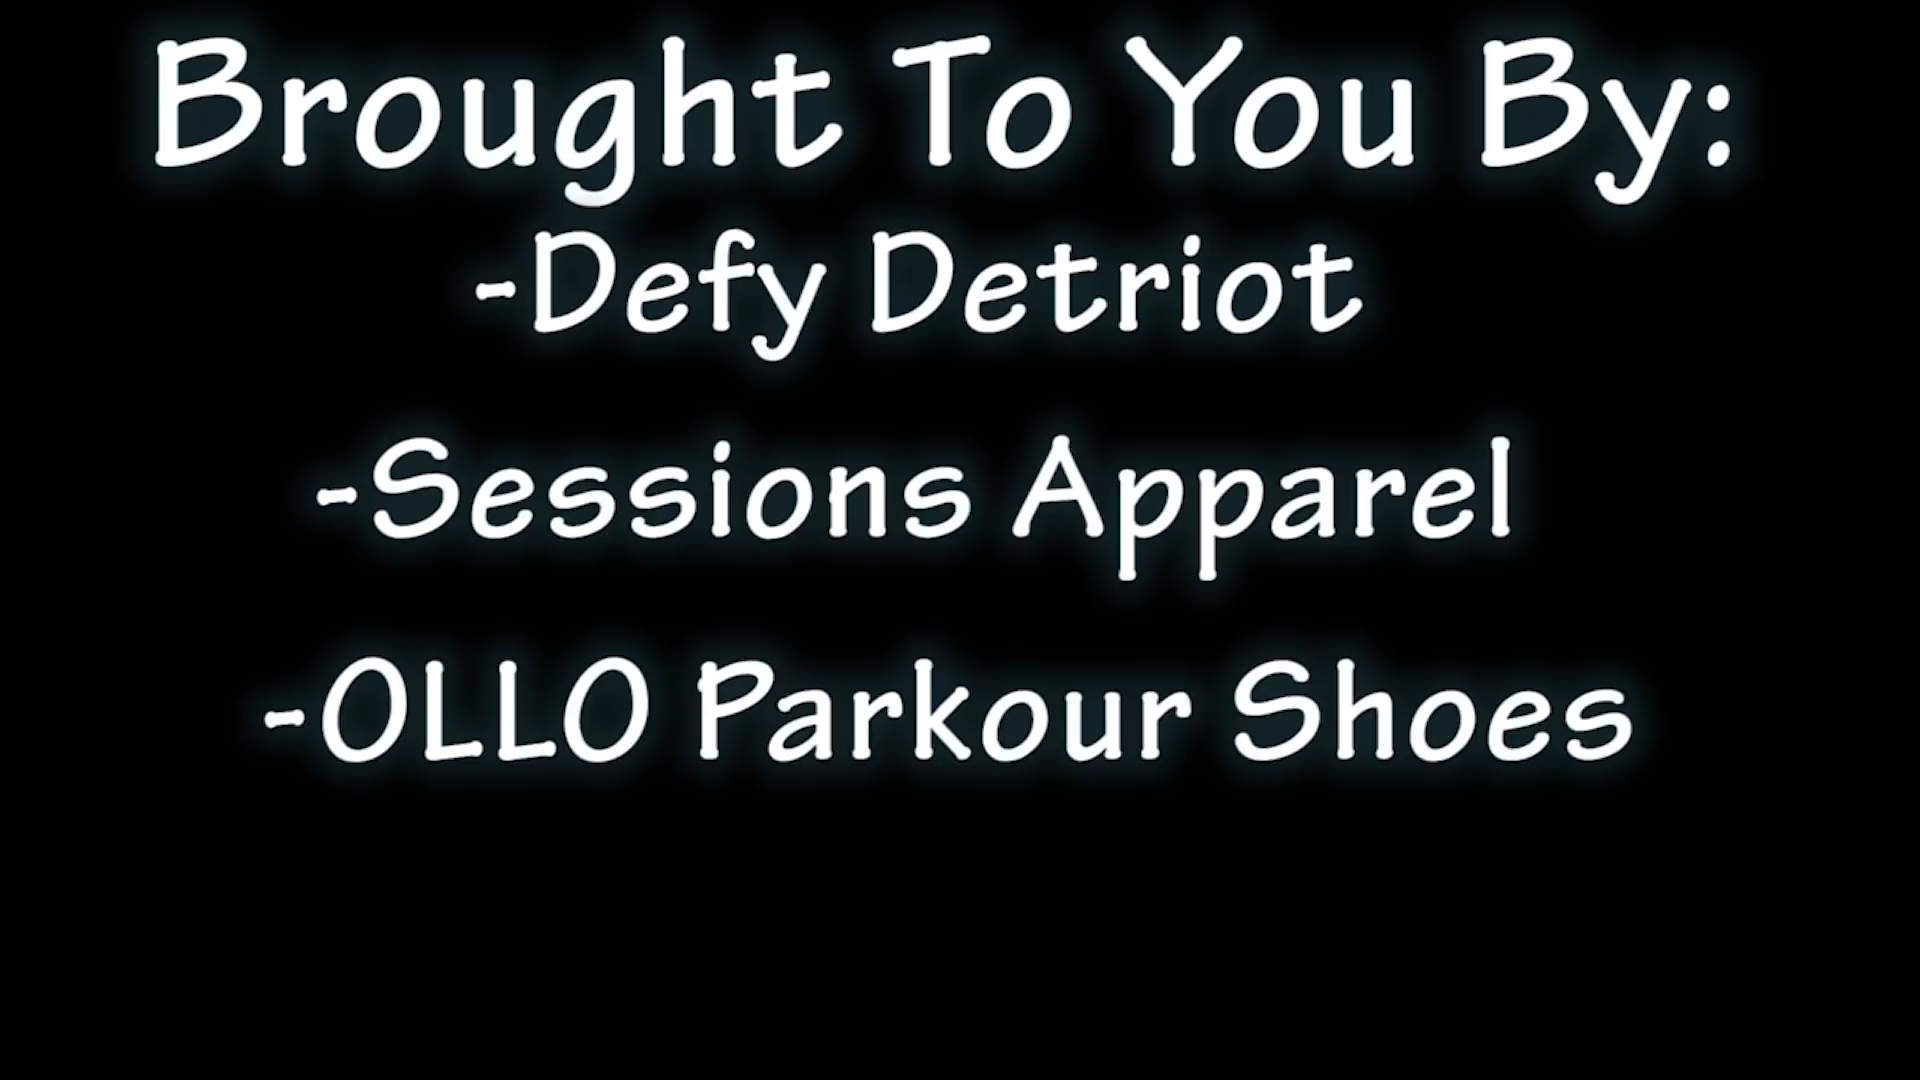 Brought To You By:
-Defy Detriot
-Sessions Apparel
-OLLO Parkour Shoes